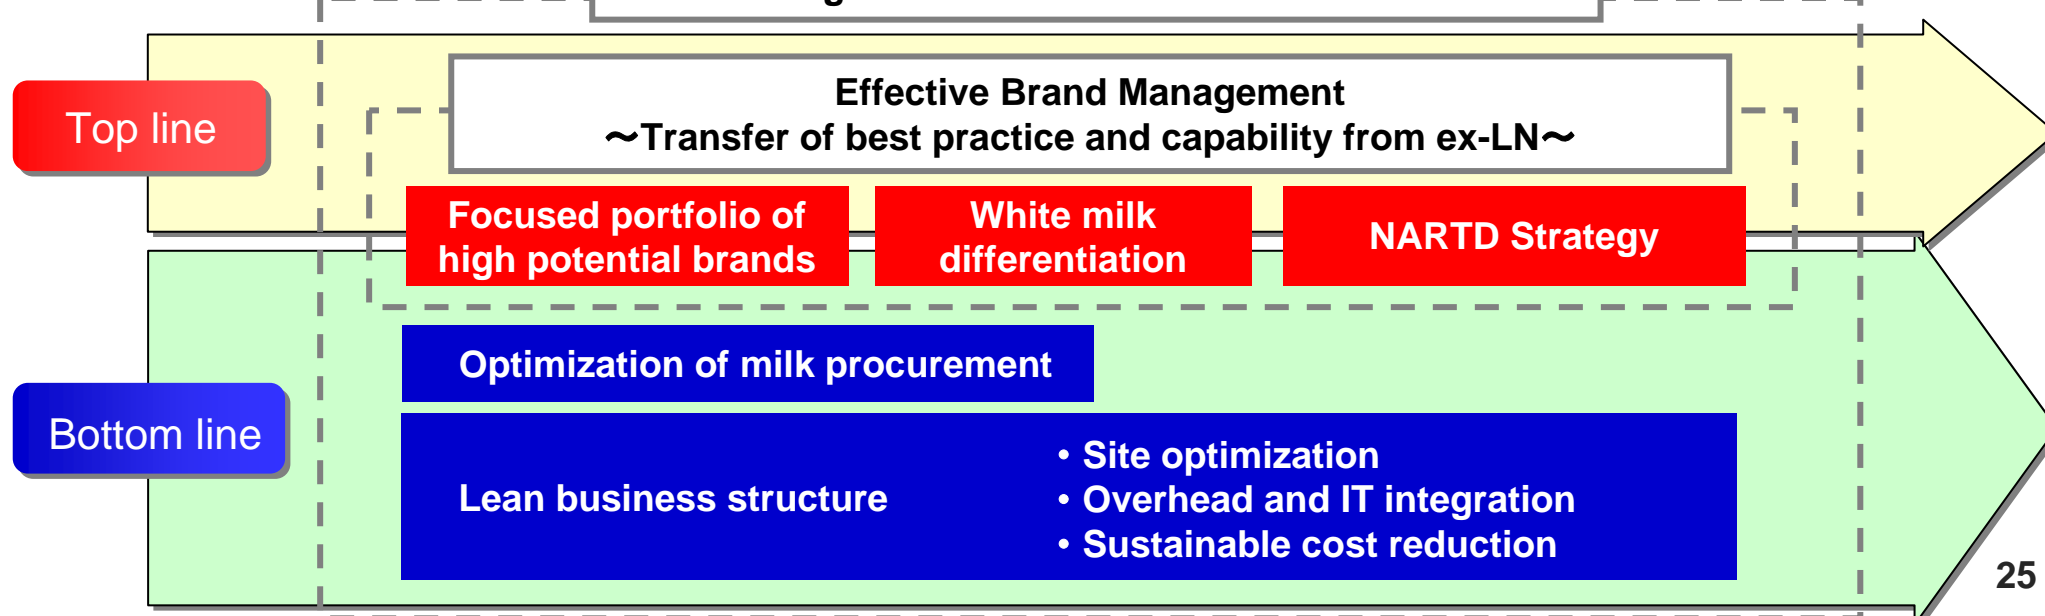 Top line
Effective Brand Management
～Transfer of best practice and capability from ex-LN～
Focused portfolio of
high potential brands
White milk
differentiation
NARTD Strategy
Bottom line
Optimization of milk procurement
Lean business structure
・Site optimization
・Overhead and IT integration
・Sustainable cost reduction
25